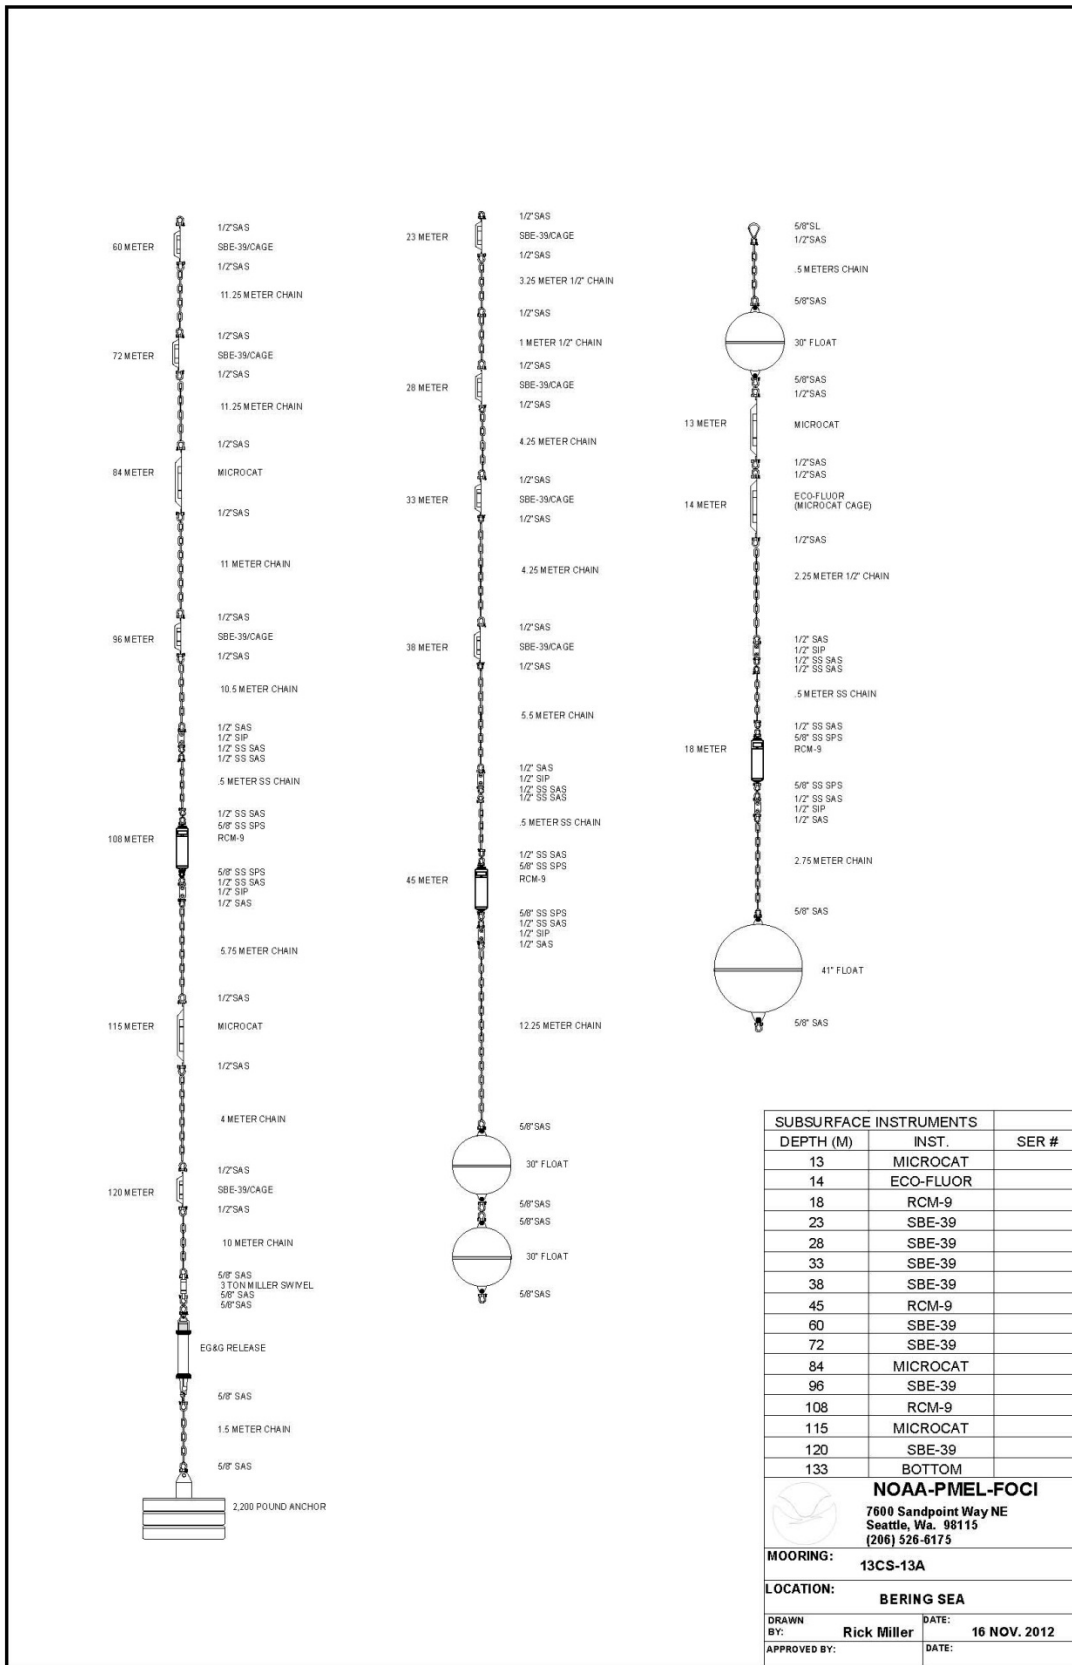 60 METER
1/2"SAS
SBE-39/CAGE
1/2"SAS
11.25 METER CHAIN
1/2"SAS
72 METER
SBE-39/CAGE
1/2"SAS
11.25 METER CHAIN
1/2"SAS
84 METER
MICROCAT
1/2"SAS
11 METER CHAIN
1/2"SAS
96 METER
SBE-39/CAGE
1/2"SAS
10.5 METER CHAIN
1/2" SAS
1/2" SIP
1/2" SS SAS
1/2" SS SAS
.5 METER SS CHAIN
1/2" SS SAS
5/8" SS SPS
108 METER
RCM-9
5/8" SS SPS
1/2" SS SAS
1/2" SIP
1/2" SAS
5.75 METER CHAIN
1/2"SAS
115 METER
MICROCAT
1/2"SAS
4 METER CHAIN
1/2"SAS
120 METER
SBE-39/CAGE
1/2"SAS
10 METER CHAIN
5/8" SAS
3 TON MILLER SWIVEL
5/8" SAS
5/8"SAS
EG&G RELEASE
5/8" SAS
1.5 METER CHAIN
5/8" SAS
2,200 POUND ANCHOR
1/2"SAS
23 METER
SBE-39/CAGE
1/2"SAS
3.25 METER 1/2" CHAIN
1/2"SAS
1 METER 1/2" CHAIN
1/2"SAS
28 METER
SBE-39/CAGE
1/2"SAS
4.25 METER CHAIN
1/2"SAS
33 METER
SBE-39/CAGE
1/2"SAS
4.25 METER CHAIN
1/2"SAS
38 METER
SBE-39/CAGE
1/2"SAS
5.5 METER CHAIN
1/2" SAS
1/2" SIP
1/2" SS SAS
1/2" SS SAS
.5 METER SS CHAIN
1/2" SS SAS
5/8" SS SPS
45 METER
RCM-9
5/8" SS SPS
1/2" SS SAS
1/2" SIP
1/2" SAS
12.25 METER CHAIN
5/8"SAS
30" FLOAT
5/8"SAS
5/8"SAS
30" FLOAT
5/8"SAS
5/8"SL
1/2"SAS
.5 METERS CHAIN
5/8"SAS
30" FLOAT
5/8"SAS
1/2"SAS
13 METER
MICROCAT
1/2"SAS
1/2"SAS
14 METER
ECO-FLUOR
(MICROCAT CAGE)
1/2"SAS
2.25 METER 1/2" CHAIN
1/2" SAS
1/2" SIP
1/2" SS SAS
1/2" SS SAS
.5 METER SS CHAIN
1/2" SS SAS
5/8" SS SPS
18 METER
RCM-9
5/8" SS SPS
1/2" SS SAS
1/2" SIP
1/2" SAS
2.75 METER CHAIN
5/8" SAS
41" FLOAT
5/8" SAS
SUBSURFACE INSTRUMENTS
DEPTH (M) INST. SER #
13 MICROCAT
14 ECO-FLUOR
18 RCM-9
23 SBE-39
28 SBE-39
33 SBE-39
38 SBE-39
45 RCM-9
60 SBE-39
72 SBE-39
84 MICROCAT
96 SBE-39
108 RCM-9
115 MICROCAT
120 SBE-39
133 BOTTOM
NOAA-PMEL-FOCI
7600 Sandpoint Way NE
Seattle, Wa. 98115
(206) 526-6175
MOORING: 13CS-13A
LOCATION: BERING SEA
DRAWN BY: Rick Miller DATE: 16 NOV. 2012
APPROVED BY: DATE: